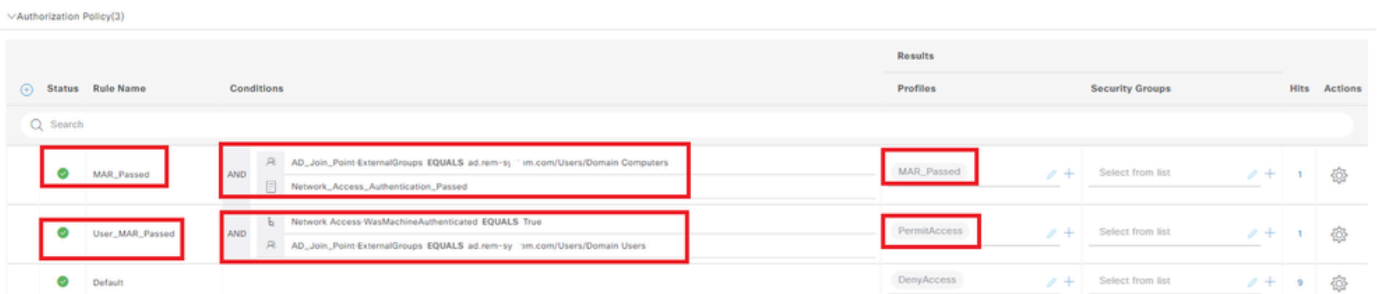 Authorization Policy(3)
Results
Status Rule Name Conditions Profiles Security Groups Hits Actions
Search
MAR_Passed AND AD_Join_Point·ExternalGroups EQUALS ad.rem-sy m.com/Users/Domain Computers MAR_Passed Select from list 1
Network_Access_Authentication_Passed
User_MAR_Passed AND Network Access·WasMachineAuthenticated EQUALS True PermitAccess Select from list 1
AD_Join_Point·ExternalGroups EQUALS ad.rem-sy m.com/Users/Domain Users
Default DenyAccess Select from list 9